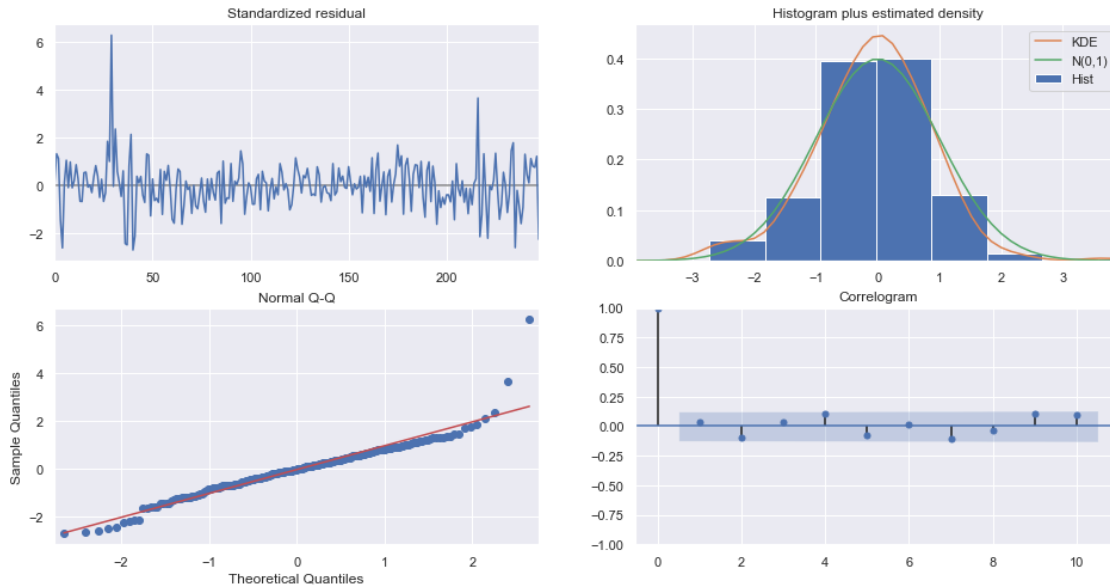 Standardized residual
6
4
2
0
−2
0 50 100 150 200
Histogram plus estimated density
KDE
N(0,1)
Hist
0.4
0.3
0.2
0.1
0.0
−3 −2 −1 0 1 2 3
Normal Q-Q
Sample Quantiles
6
4
2
0
−2
−2 −1 0 1 2
Theoretical Quantiles
Correlogram
1.00
0.75
0.50
0.25
0.00
−0.25
−0.50
−0.75
−1.00
0 2 4 6 8 10